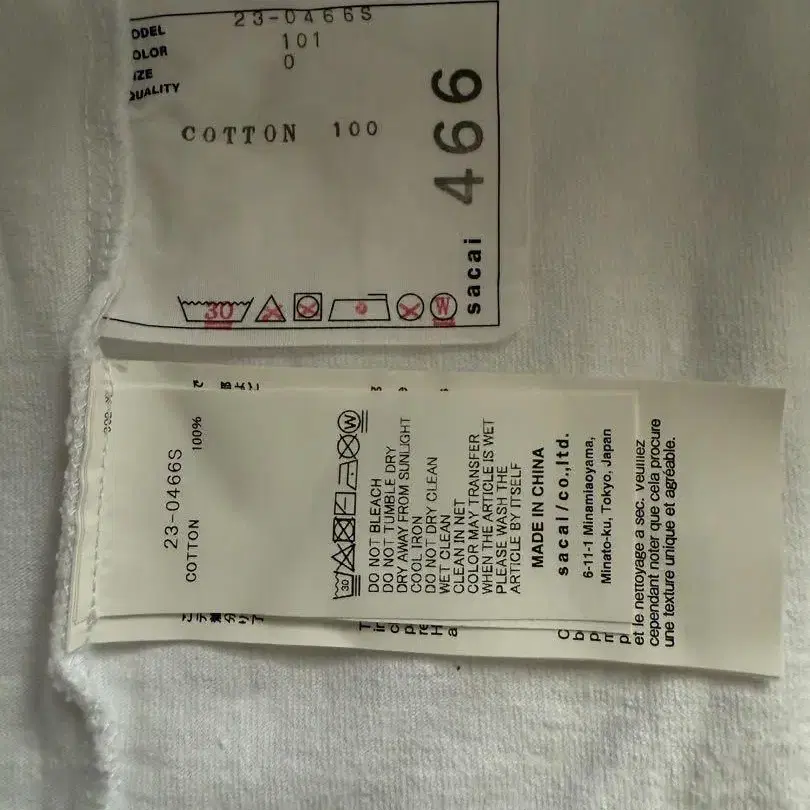 MODEL 23-0466S
COLOR 101
SIZE 0
QUALITY
COTTON 100
466
sacai
30
W
23-0466S
COTTON 100%
30
W
DO NOT BLEACH
DO NOT TUMBLE DRY
DRY AWAY FROM SUNLIGHT
COOL IRON
DO NOT DRY CLEAN
WET CLEAN
CLEAN IN NET
COLOR MAY TRANSFER
WHEN THE ARTICLE IS WET
PLEASE WASH THE
ARTICLE BY ITSELF
MADE IN CHINA
sacai/co.,ltd.
6-11-1 Minamiaoyama,
Minato-ku, Tokyo, Japan
et le nettoyage a sec. Veuillez
cependant noter que cela procure
une texture unique et agréable.